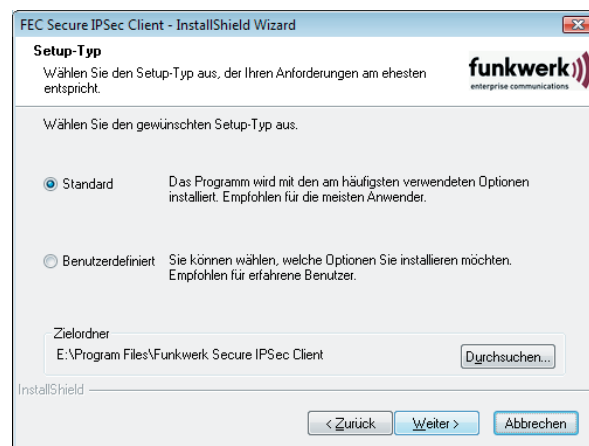 FEC Secure IPSec Client - InstallShield Wizard
Setup-Typ
Wählen Sie den Setup-Typ aus, der Ihren Anforderungen am ehesten
entspricht.
funkwerk
enterprise communications
Wählen Sie den gewünschten Setup-Typ aus.
Standard
Das Programm wird mit den am häufigsten verwendeten Optionen
installiert. Empfohlen für die meisten Anwender.
Benutzerdefiniert
Sie können wählen, welche Optionen Sie installieren möchten.
Empfohlen für erfahrene Benutzer.
Zielordner
E:\Program Files\Funkwerk Secure IPSec Client
Durchsuchen...
InstallShield
< Zurück
Weiter >
Abbrechen